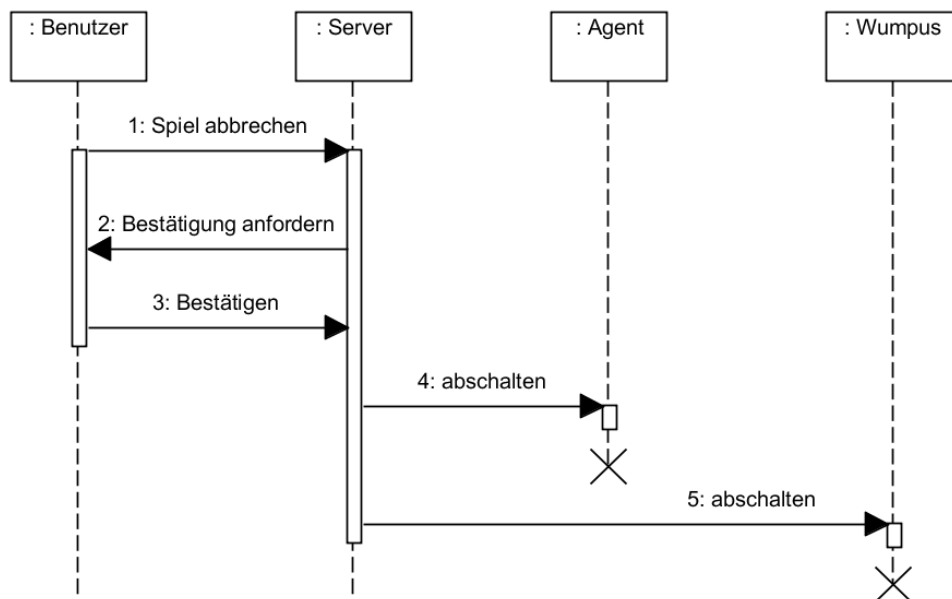 : Benutzer
: Server
: Agent
: Wumpus
1: Spiel abbrechen
2: Bestätigung anfordern
3: Bestätigen
4: abschalten
5: abschalten